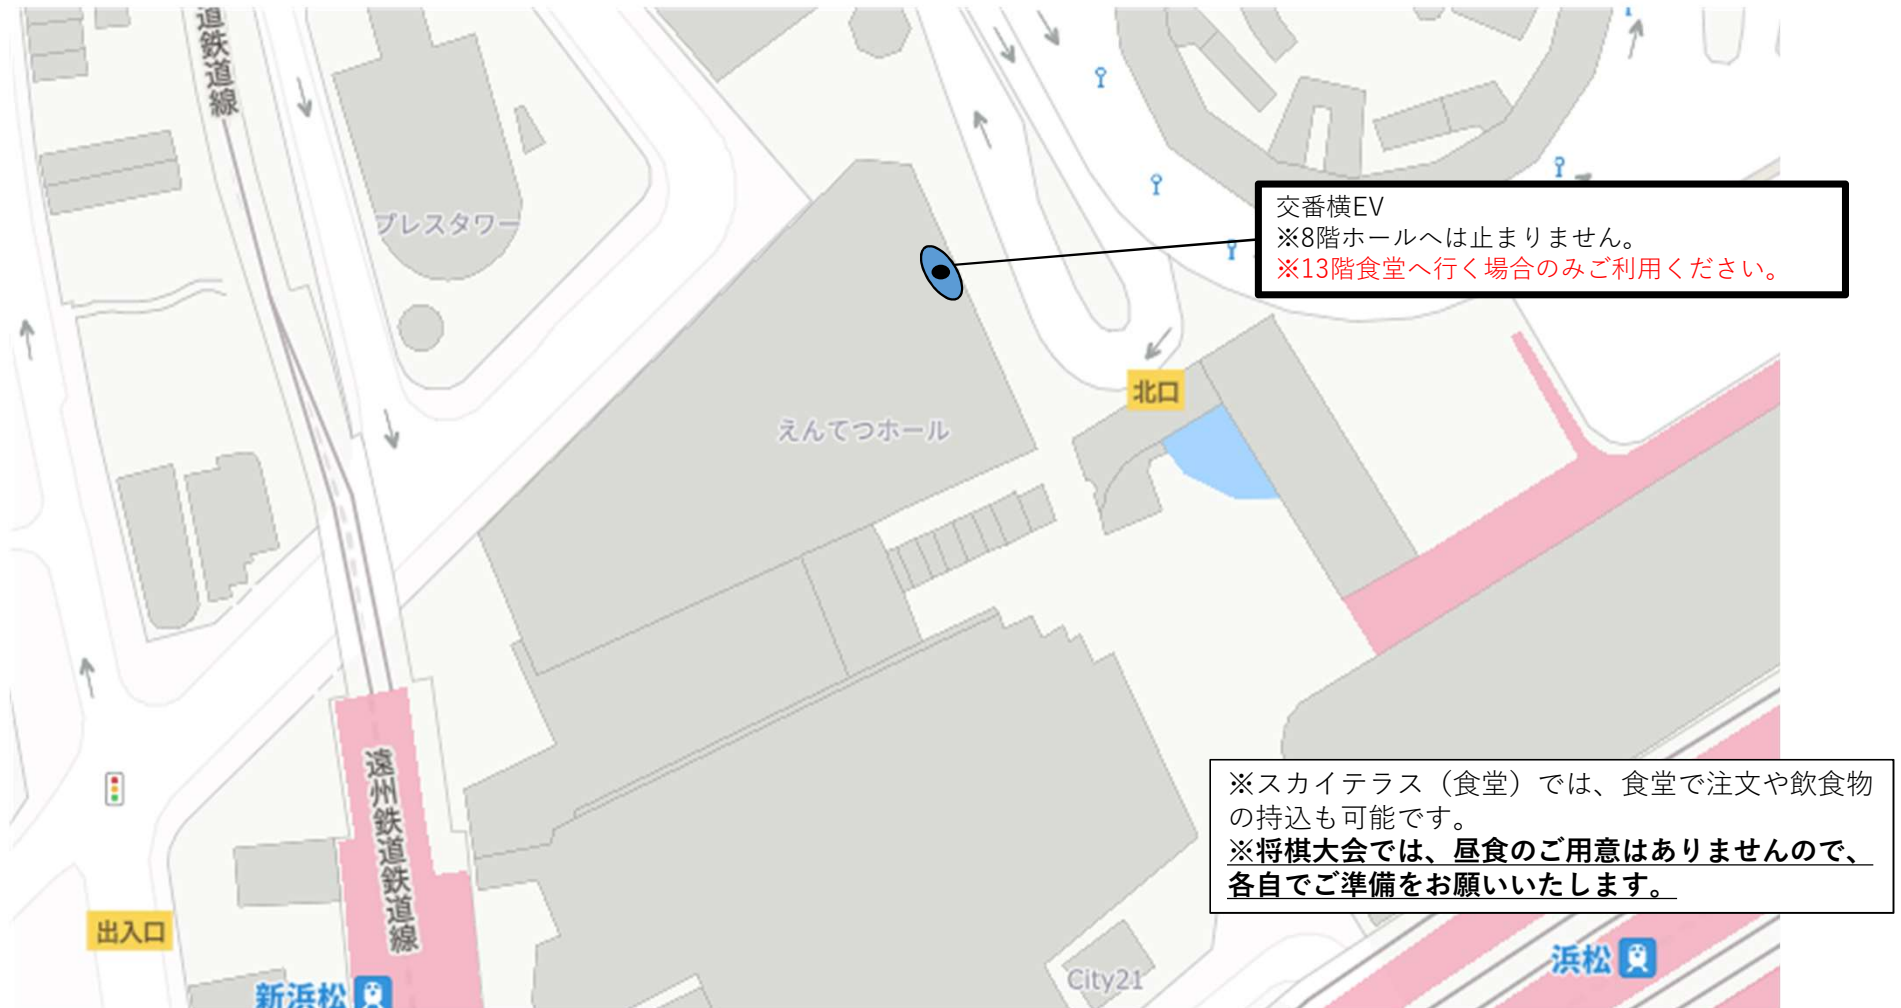 道鉄道線
プレスタワー
交番横EV
※8階ホールへは止まりません。
※13階食堂へ行く場合のみご利用ください。
北口
えんてつホール
遠州鉄道鉄道線
※スカイテラス（食堂）では、食堂で注文や飲食物
の持込も可能です。
※将棋大会では、昼食のご用意はありませんので、
各自でご準備をお願いいたします。
出入口
新浜松
City21
浜松